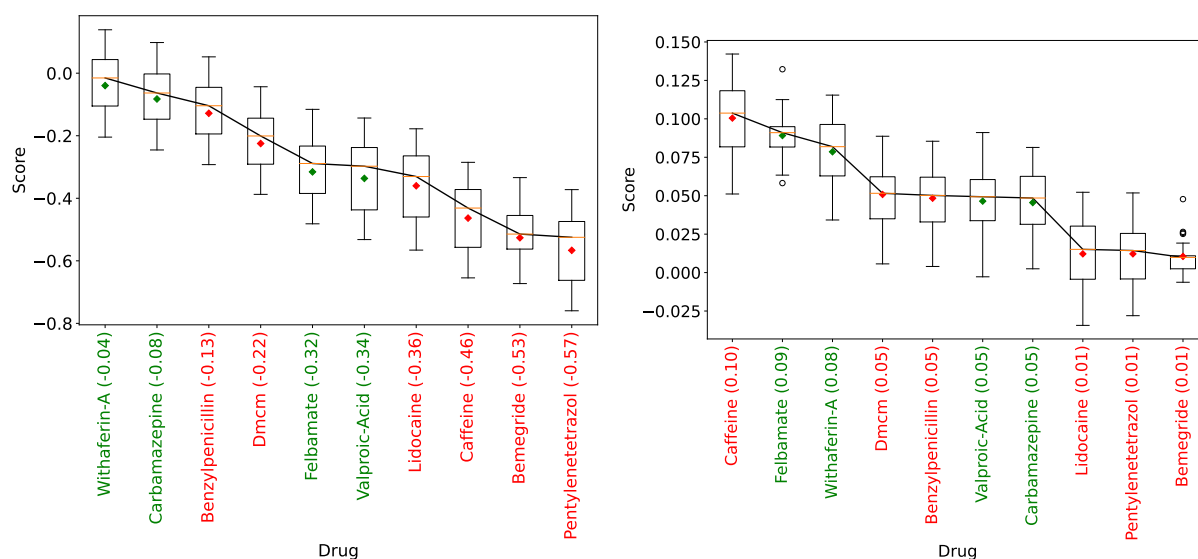 0.0
−0.2
−0.4
−0.6
−0.8
Score
Withaferin-A (-0.04)
Carbamazepine (-0.08)
Benzylpenicillin (-0.13)
Dmcm (-0.22)
Felbamate (-0.32)
Valproic-Acid (-0.34)
Lidocaine (-0.36)
Caffeine (-0.46)
Bemegride (-0.53)
Pentylenetetrazol (-0.57)
Drug
0.150
0.125
0.100
0.075
0.050
0.025
0.000
−0.025
Score
Caffeine (0.10)
Felbamate (0.09)
Withaferin-A (0.08)
Dmcm (0.05)
Benzylpenicillin (0.05)
Valproic-Acid (0.05)
Carbamazepine (0.05)
Lidocaine (0.01)
Pentylenetetrazol (0.01)
Bemegride (0.01)
Drug